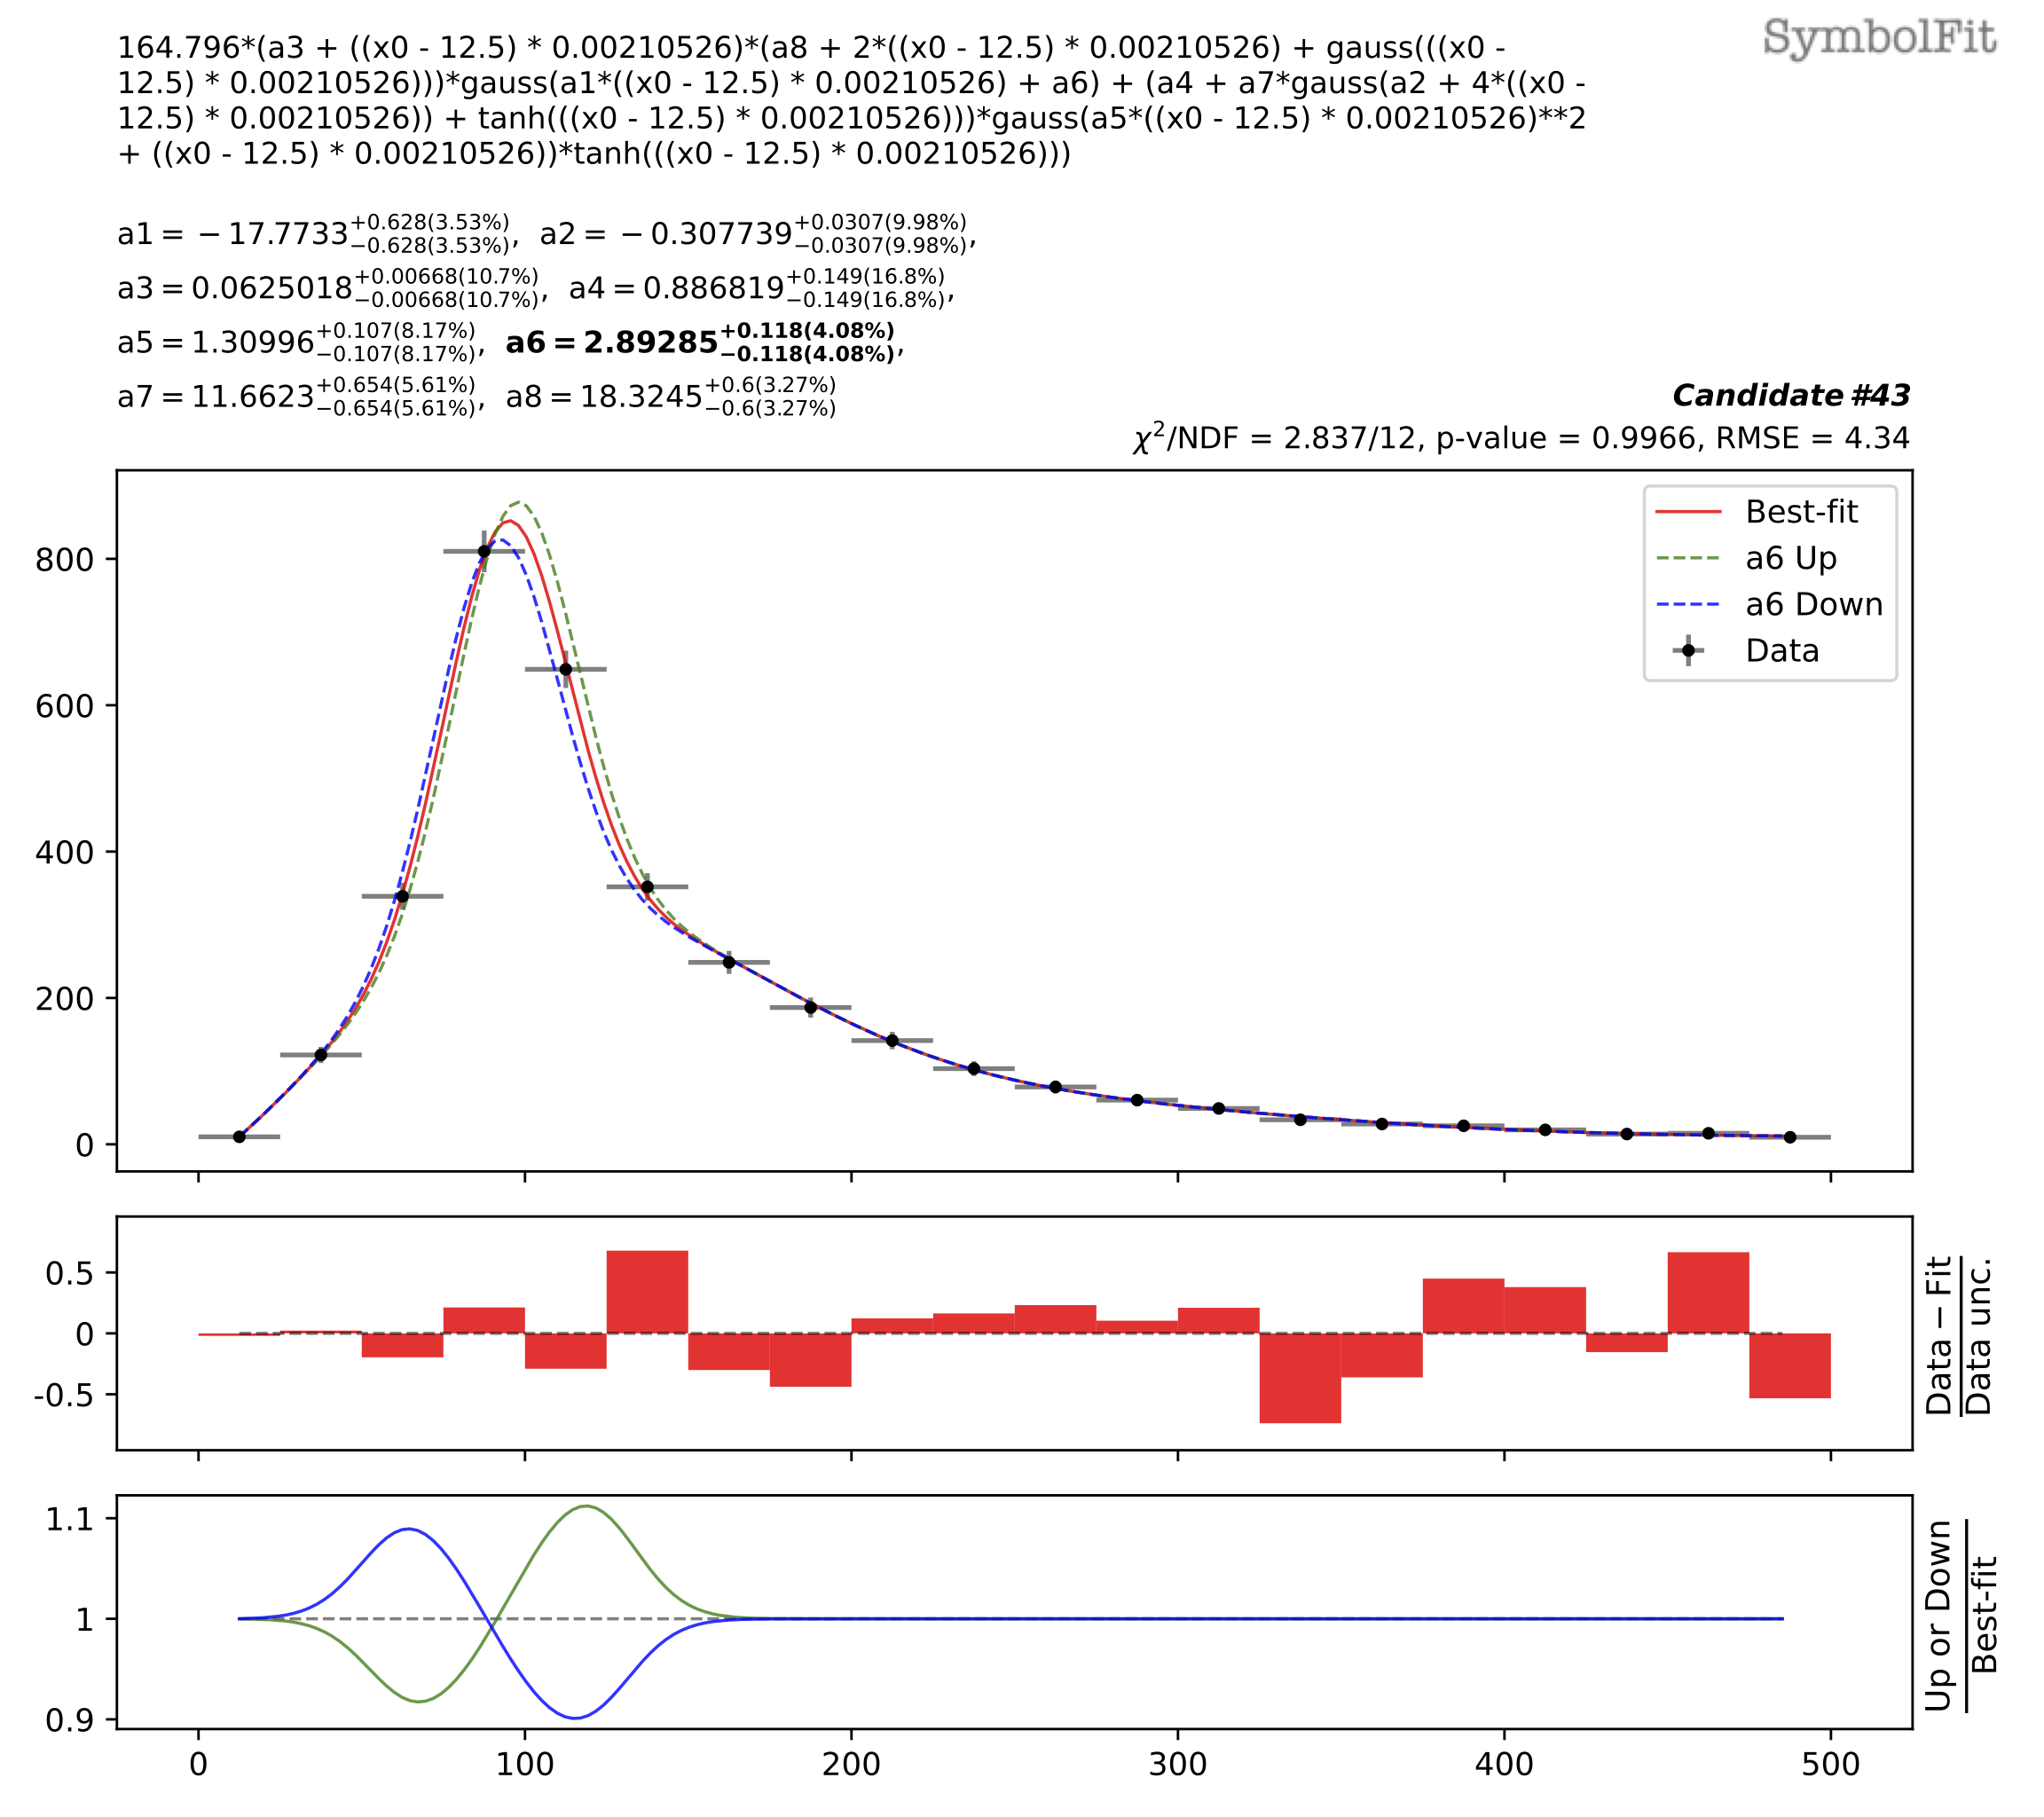 SymbolFit
164.796*(a3 + ((x0 - 12.5) * 0.00210526)*(a8 + 2*((x0 - 12.5) * 0.00210526) + gauss(((x0 -
12.5) * 0.00210526)))*gauss(a1*((x0 - 12.5) * 0.00210526) + a6) + (a4 + a7*gauss(a2 + 4*((x0 -
12.5) * 0.00210526)) + tanh(((x0 - 12.5) * 0.00210526)))*gauss(a5*((x0 - 12.5) * 0.00210526)**2
+ ((x0 - 12.5) * 0.00210526))*tanh(((x0 - 12.5) * 0.00210526)))
a1 = −17.7733 +0.628(3.53%) −0.628(3.53%), a2 = −0.307739 +0.0307(9.98%) −0.0307(9.98%),
a3 = 0.0625018 +0.00668(10.7%) −0.00668(10.7%), a4 = 0.886819 +0.149(16.8%) −0.149(16.8%),
a5 = 1.30996 +0.107(8.17%) −0.107(8.17%), a6 = 2.89285 +0.118(4.08%) −0.118(4.08%),
a7 = 11.6623 +0.654(5.61%) −0.654(5.61%), a8 = 18.3245 +0.6(3.27%) −0.6(3.27%)
Candidate #43
χ²/NDF = 2.837/12, p-value = 0.9966, RMSE = 4.34
Best-fit
a6 Up
a6 Down
Data
800
600
400
200
0
0.5
0
-0.5
Data − Fit
Data unc.
1.1
1
0.9
Up or Down
Best-fit
0 100 200 300 400 500